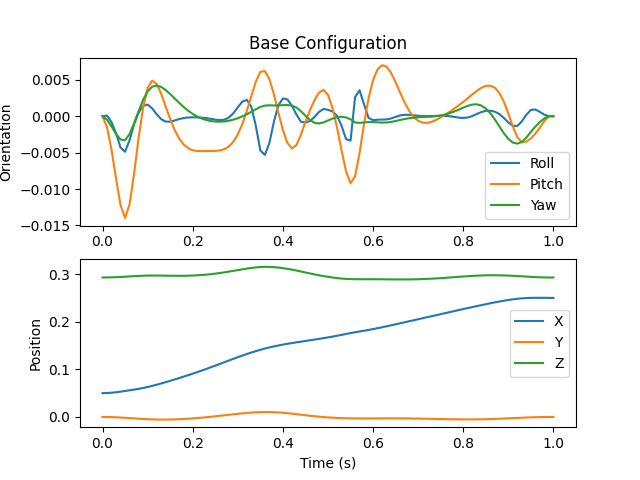 Base Configuration
Orientation
0.005
0.000
−0.005
−0.010
−0.015
Roll
Pitch
Yaw
0.0 0.2 0.4 0.6 0.8 1.0
Position
0.3
0.2
0.1
0.0
X
Y
Z
0.0 0.2 0.4 0.6 0.8 1.0
Time (s)